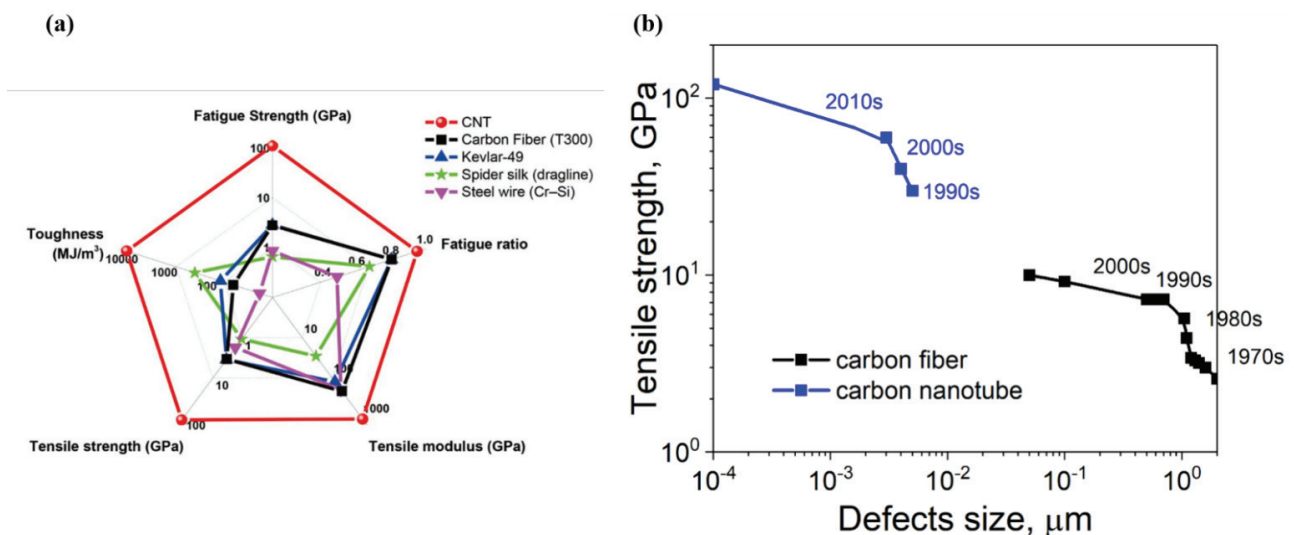 (a)
Fatigue Strength (GPa)
100
10
1
CNT
Carbon Fiber (T300)
Kevlar-49
Spider silk (dragline)
Steel wire (Cr–Si)
Toughness
(MJ/m³)
10000
1000
100
Fatigue ratio
1.0
0.8
0.6
0.4
10
100
000
Tensile modulus (GPa)
1
10
100
Tensile strength (GPa)
(b)
Tensile strength, GPa
10²
10¹
10⁰
2010s
2000s
1990s
2000s
1990s
1980s
1970s
carbon fiber
carbon nanotube
10⁻⁴
10⁻³
10⁻²
10⁻¹
10⁰
Defects size, μm